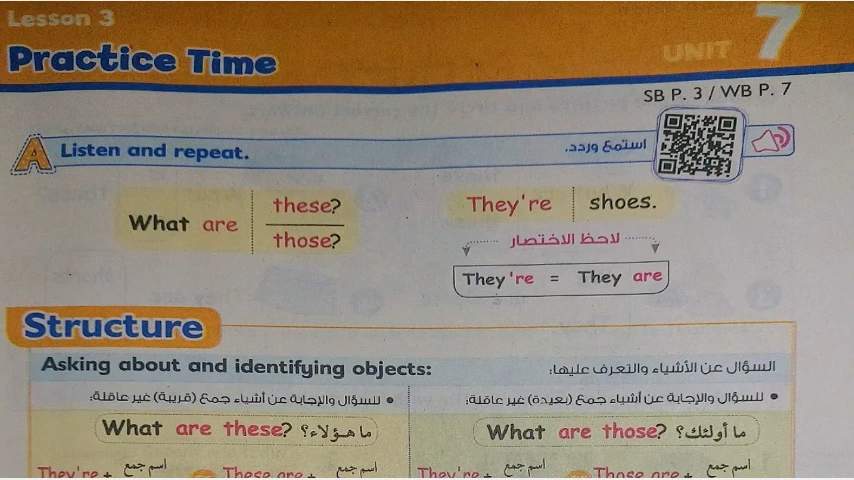 Lesson 3
Practice Time
UNIT 7
SB P. 3 / WB P. 7
A Listen and repeat.
استمع وردد.
What are these?
those?
They're shoes.
لاحظ الاختصار
They're = They are
Structure
Asking about and identifying objects:
السؤال عن الأشياء والتعرف عليها:
• للسؤال والإجابة عن أشياء جمع (قريبة) غير عاقلة:
What are these? ما هؤلاء؟
They're + اسم جمع
These are + اسم جمع
• للسؤال والإجابة عن أشياء جمع (بعيدة) غير عاقلة:
What are those? ما أولئك؟
They're + اسم جمع
Those are + اسم جمع